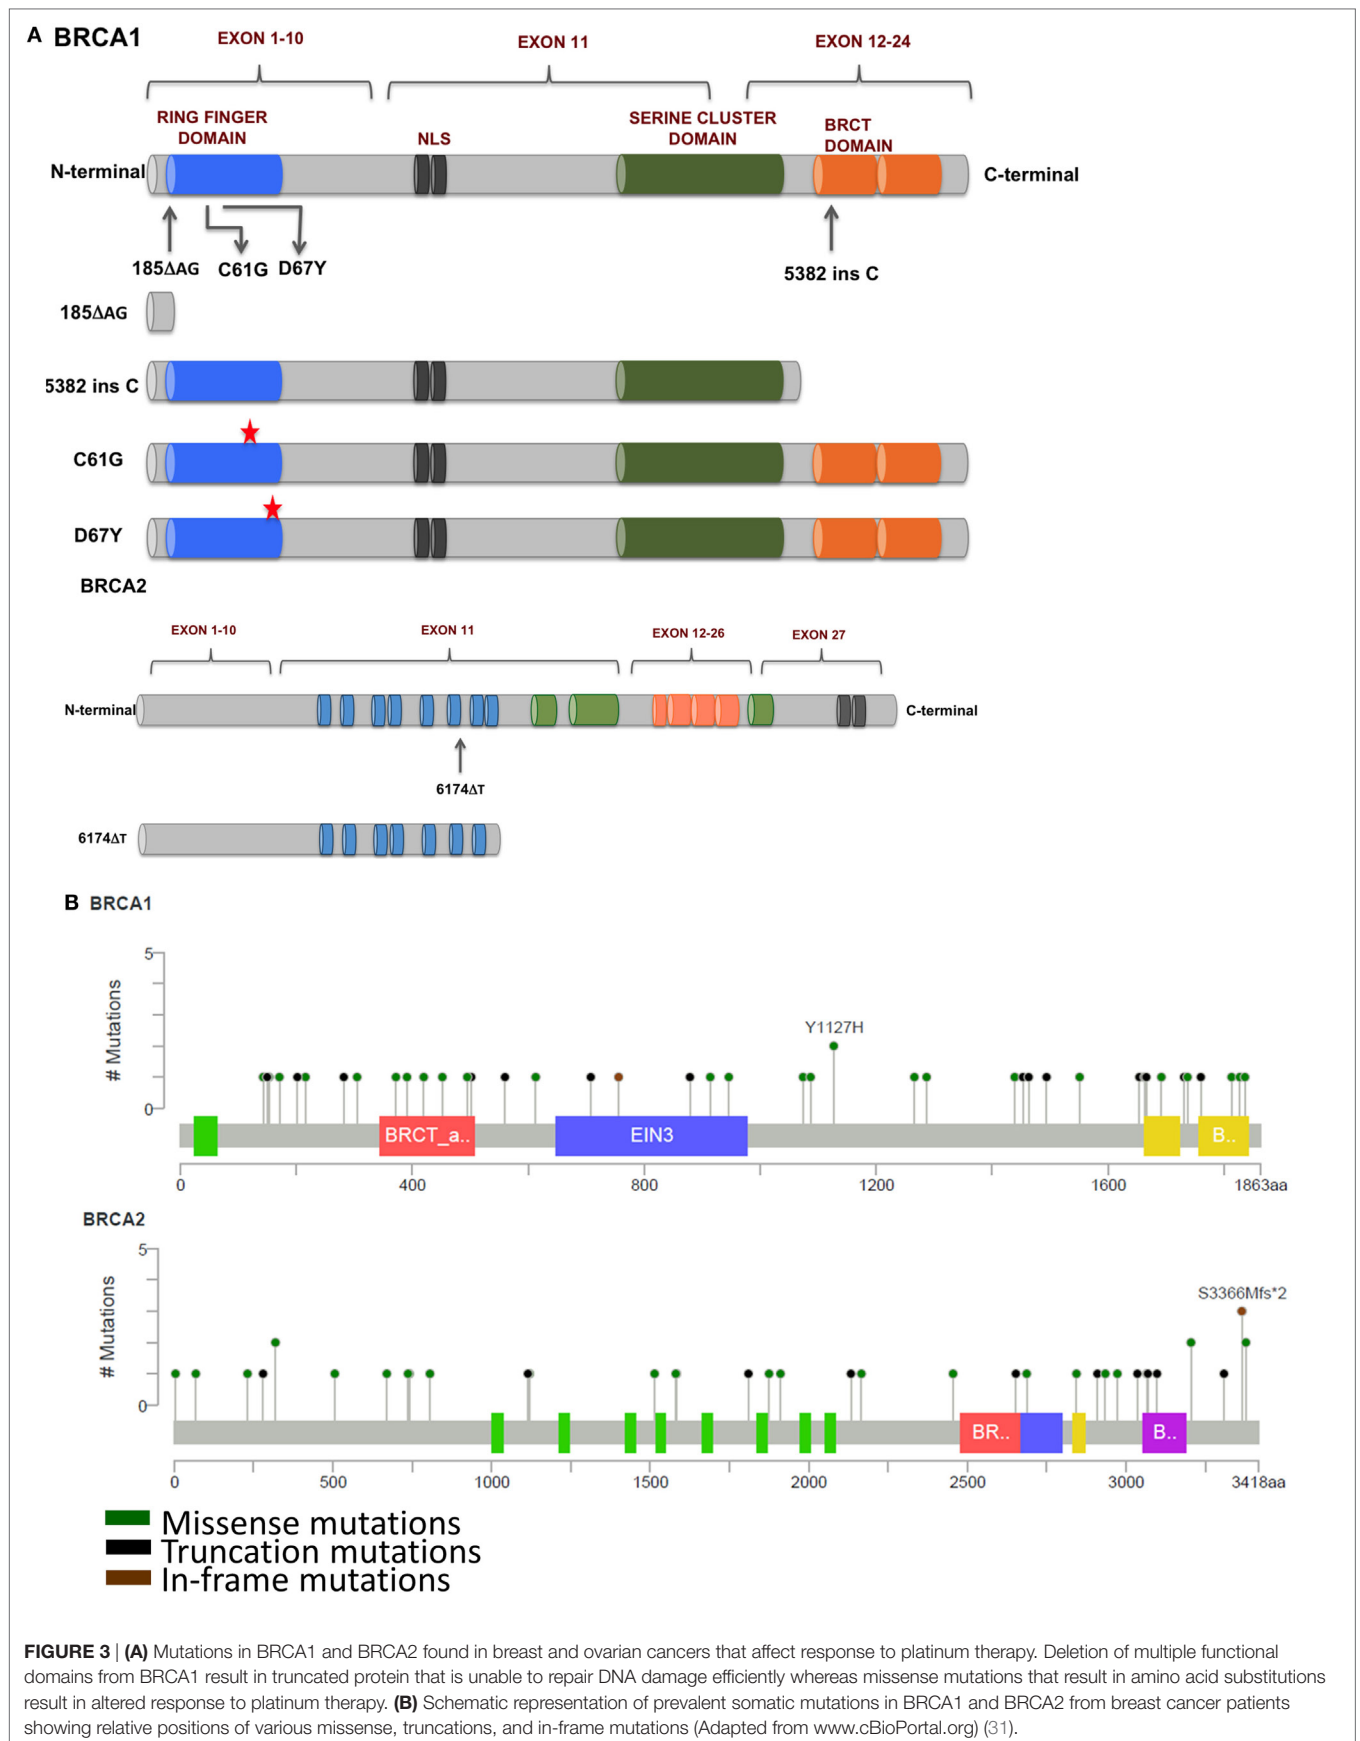 A BRCA1
EXON 1-10
EXON 11
EXON 12-24
RING FINGER
DOMAIN
NLS
SERINE CLUSTER
DOMAIN
BRCT
DOMAIN
N-terminal
C-terminal
185ΔAG
C61G
D67Y
5382 ins C
185ΔAG
5382 ins C
C61G
D67Y
BRCA2
EXON 1-10
EXON 11
EXON 12-26
EXON 27
N-terminal
C-terminal
6174ΔT
6174ΔT
B BRCA1
5
0
# Mutations
Y1127H
BRCT_a..
EIN3
B..
0 400 800 1200 1600 1863aa
BRCA2
5
0
# Mutations
S3366Mfs*2
BR..
B..
0 500 1000 1500 2000 2500 3000 3418aa
Missense mutations
Truncation mutations
In-frame mutations
FIGURE 3 | (A) Mutations in BRCA1 and BRCA2 found in breast and ovarian cancers that affect response to platinum therapy. Deletion of multiple functional
domains from BRCA1 result in truncated protein that is unable to repair DNA damage efficiently whereas missense mutations that result in amino acid substitutions
result in altered response to platinum therapy. (B) Schematic representation of prevalent somatic mutations in BRCA1 and BRCA2 from breast cancer patients
showing relative positions of various missense, truncations, and in-frame mutations (Adapted from www.cBioPortal.org) (31).